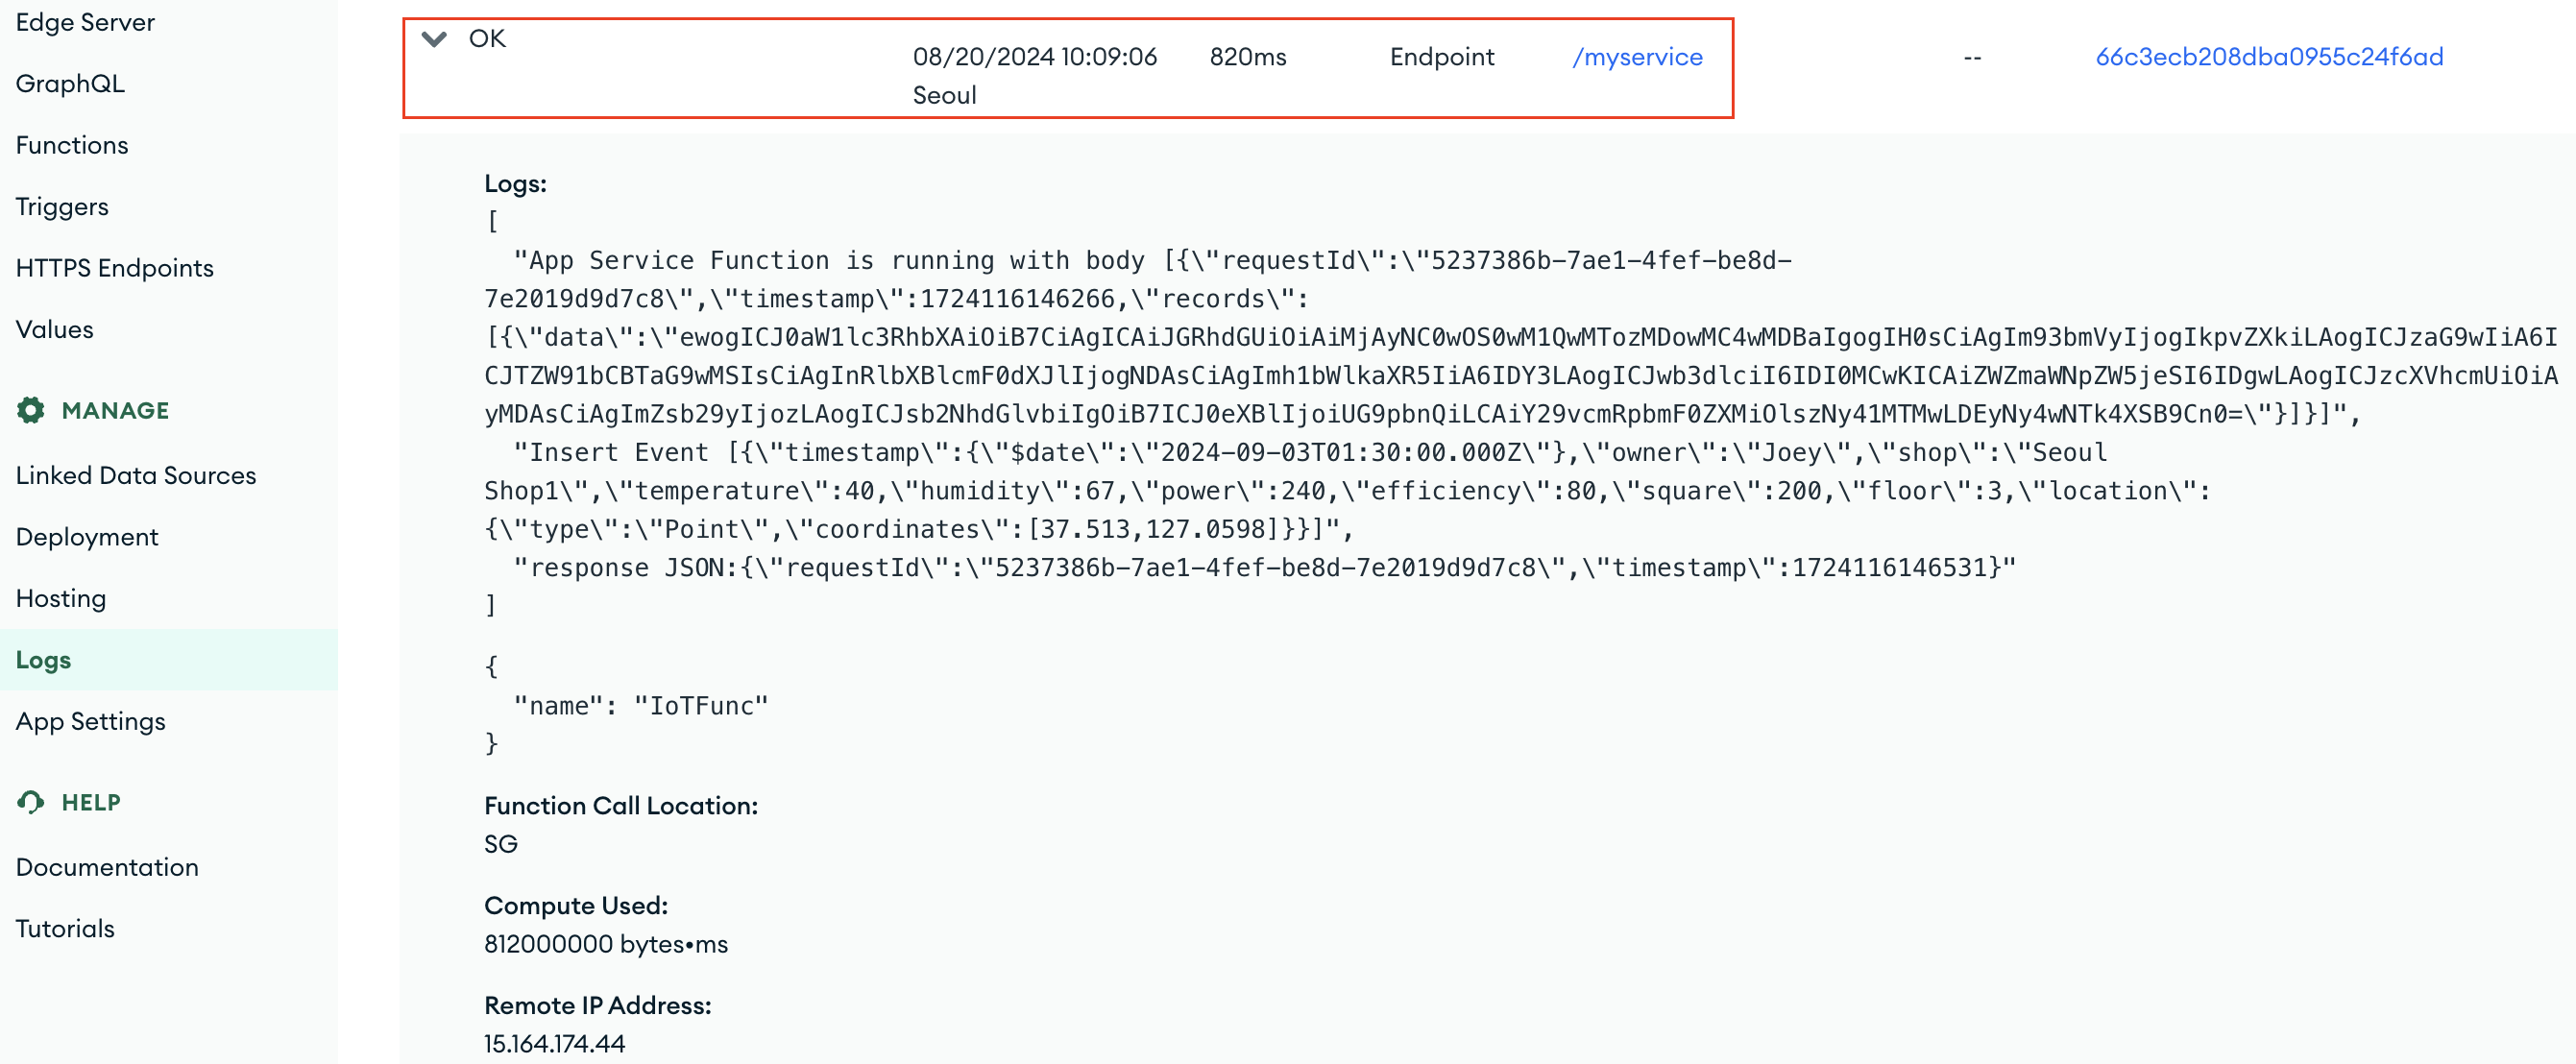 Edge Server
GraphQL
Functions
Triggers
HTTPS Endpoints
Values
MANAGE
Linked Data Sources
Deployment
Hosting
Logs
App Settings
HELP
Documentation
Tutorials
OK
08/20/2024 10:09:06 820ms Endpoint /myservice -- 66c3ecb208dba0955c24f6ad
Seoul
Logs:
[
"App Service Function is running with body [{\"requestId\":\"5237386b-7ae1-4fef-be8d-
7e2019d9d7c8\",\"timestamp\":1724116146266,\"records\":
[{\"data\":\"ewogICJ0aW1lc3RhbXAiOiB7CiAgICAiJGRhdGUiOiAiMjAyNC0wOS0wM1QwMTozMDowMC4wMDBaIgogIH0sCiAgIm93bmVyIjogIkpvZXkiLAogICJzaG9wIiA6I
CJTZW91bCBTaG9wMSIsCiAgInRlbXBlcmF0dXJlIjogNDAsCiAgImh1bWlkaXR5IiA6IDY3LAogICJwb3dlciI6IDI0MCwKICAiZWZmaWNpZW5jeSI6IDgwLAogICJzcXVhcmUiOiA
yMDAsCiAgImZsb29yIjozLAogICJsb2NhdGlvbiIgOiB7ICJ0eXBlIjoiUG9pbnQiLCAiY29vcmRpbmF0ZXMiOlszNy41MTMwLDEyNy4wNTk4XSB9Cn0=\"}]}]",
"Insert Event [{\"timestamp\":{\"$date\":\"2024-09-03T01:30:00.000Z\"},\"owner\":\"Joey\",\"shop\":\"Seoul
Shop1\",\"temperature\":40,\"humidity\":67,\"power\":240,\"efficiency\":80,\"square\":200,\"floor\":3,\"location\":
{\"type\":\"Point\",\"coordinates\":[37.513,127.0598]}}]",
"response JSON:{\"requestId\":\"5237386b-7ae1-4fef-be8d-7e2019d9d7c8\",\"timestamp\":1724116146531}"
]
{
"name": "IoTFunc"
}
Function Call Location:
SG
Compute Used:
812000000 bytes•ms
Remote IP Address:
15.164.174.44